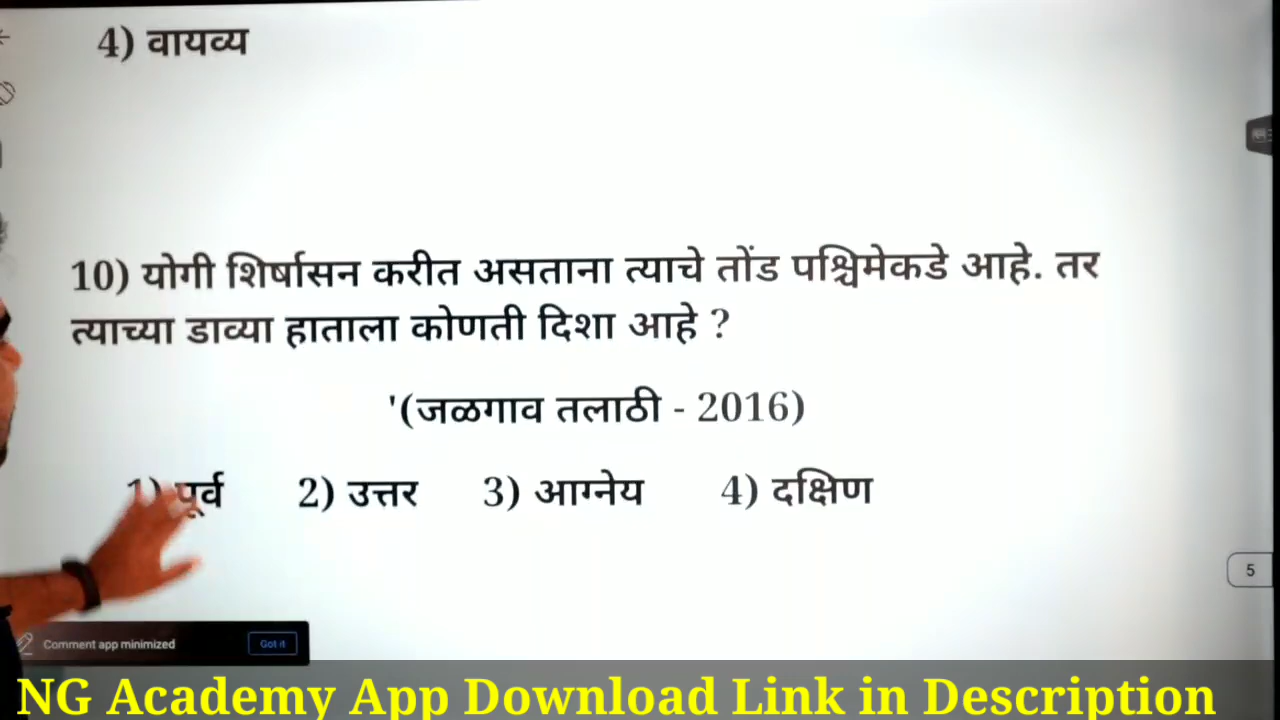 4) वायव्य
10) योगी शिर्षासन करीत असताना त्याचे तोंड पश्चिमेकडे आहे. तर
त्याच्या डाव्या हाताला कोणती दिशा आहे ?
'(जळगाव तलाठी - 2016)
1) पूर्व 2) उत्तर 3) आग्नेय 4) दक्षिण
5
Comment app minimized Got it
NG Academy App Download Link in Description